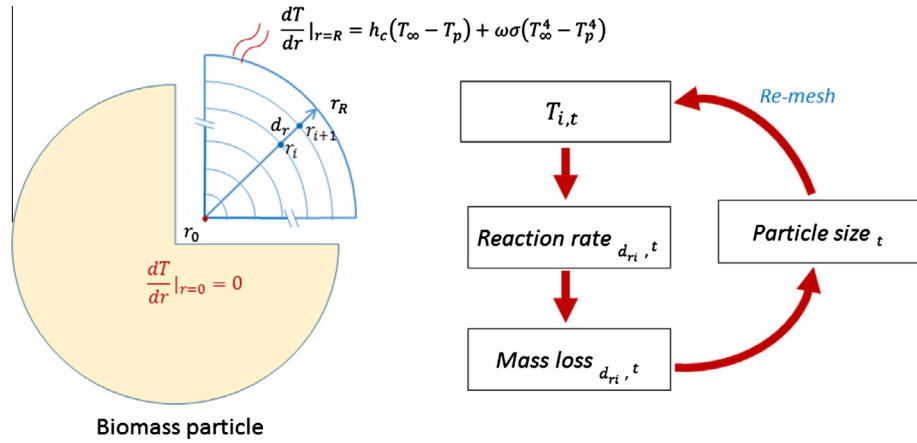 dT/dr |r=R = hc(T∞ − Tp) + ωσ(T∞⁴ − Tp⁴)
rR
dr
ri+1
ri
r0
dT/dr |r=0 = 0
Biomass particle
Ti,t
Re-mesh
Reaction rate dri , t
Particle size t
Mass loss dri , t